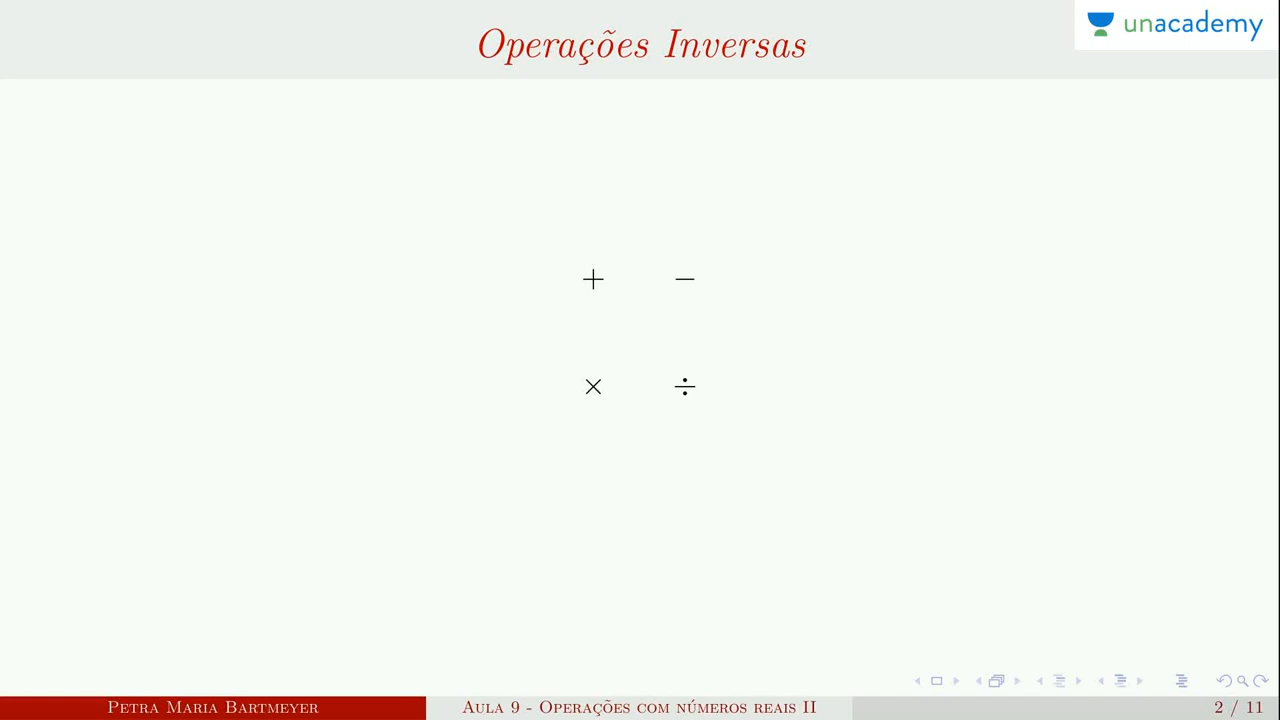 Operações Inversas
unacademy
+ −
× ÷
Petra Maria Bartmeyer
Aula 9 - Operações com números reais II
2 / 11